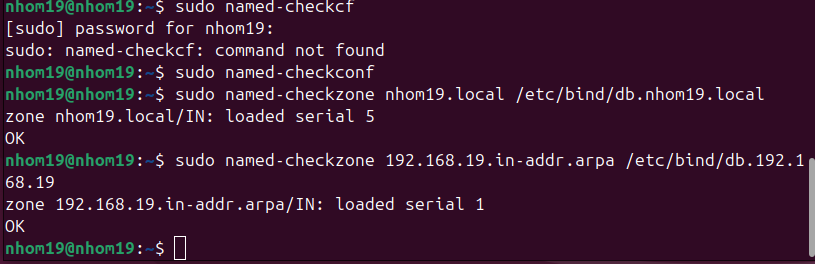 nhom19@nhom19:~$ sudo named-checkcf
[sudo] password for nhom19:
sudo: named-checkcf: command not found
nhom19@nhom19:~$ sudo named-checkconf
nhom19@nhom19:~$ sudo named-checkzone nhom19.local /etc/bind/db.nhom19.local
zone nhom19.local/IN: loaded serial 5
OK
nhom19@nhom19:~$ sudo named-checkzone 192.168.19.in-addr.arpa /etc/bind/db.192.1
68.19
zone 192.168.19.in-addr.arpa/IN: loaded serial 1
OK
nhom19@nhom19:~$